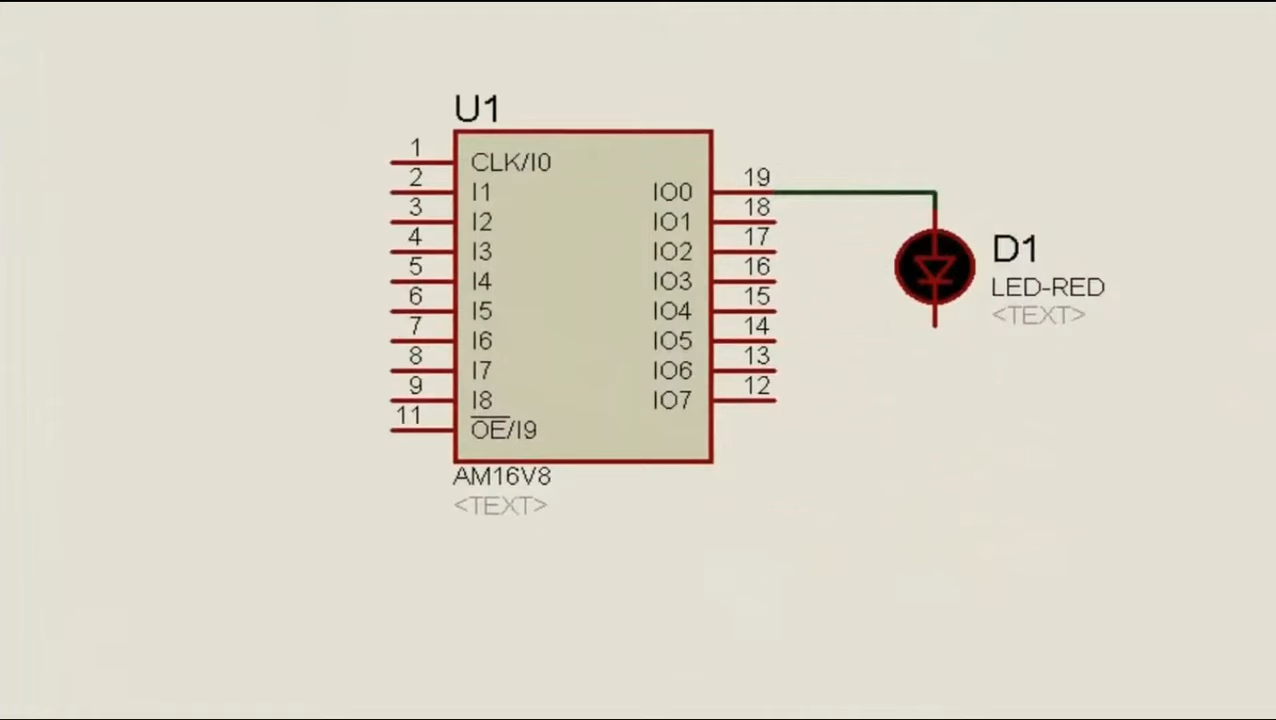 U1
1 CLK/I0
2 I1
3 I2
4 I3
5 I4
6 I5
7 I6
8 I7
9 I8
11 OE/I9
IO0 19
IO1 18
IO2 17
IO3 16
IO4 15
IO5 14
IO6 13
IO7 12
AM16V8
<TEXT>
D1
LED-RED
<TEXT>